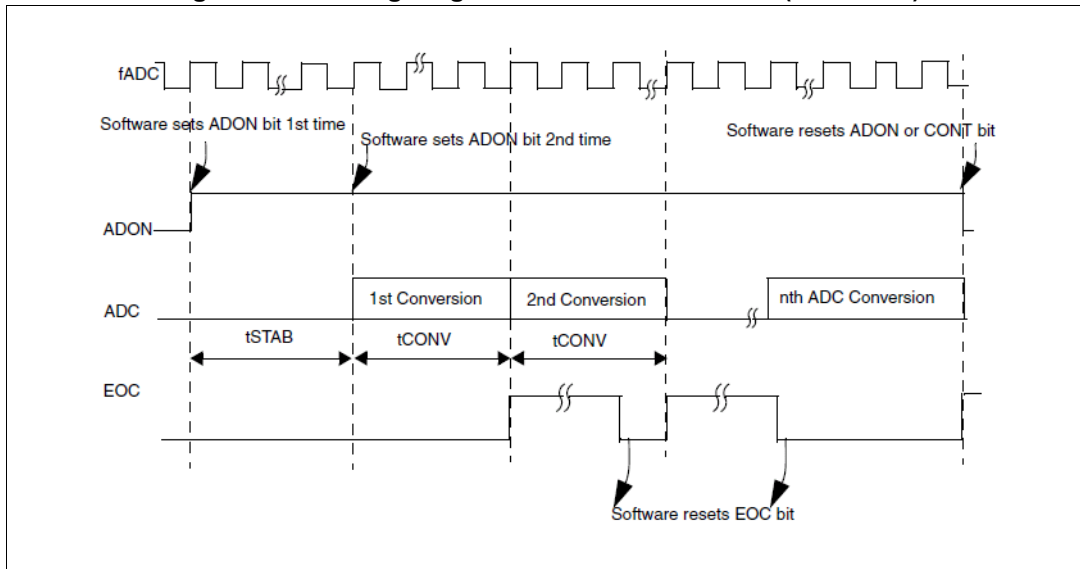 fADC
Software sets ADON bit 1st time
Software sets ADON bit 2nd time
Software resets ADON or CONT bit
ADON
ADC
1st Conversion
2nd Conversion
nth ADC Conversion
tSTAB
tCONV
tCONV
EOC
Software resets EOC bit